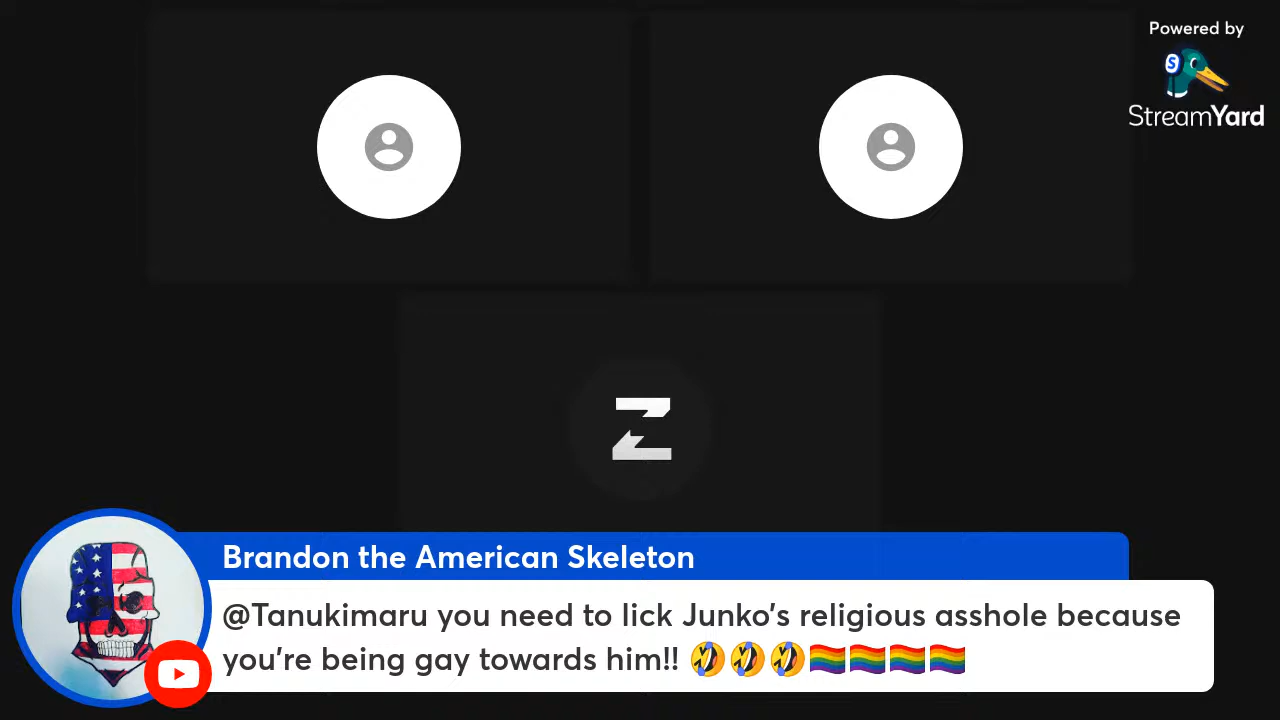 Powered by
S
StreamYard
Z
Brandon the American Skeleton
@Tanukimaru you need to lick Junko's religious asshole because
you're being gay towards him!! 🤣🤣🤣🏳️‍🌈🏳️‍🌈🏳️‍🌈🏳️‍🌈